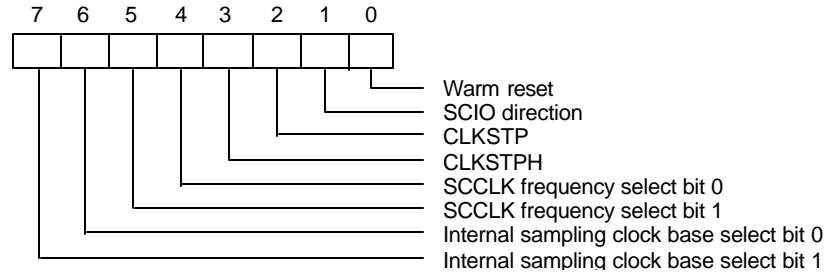 7 6 5 4 3 2 1 0
Warm reset
SCIO direction
CLKSTP
CLKSTPH
SCCLK frequency select bit 0
SCCLK frequency select bit 1
Internal sampling clock base select bit 0
Internal sampling clock base select bit 1